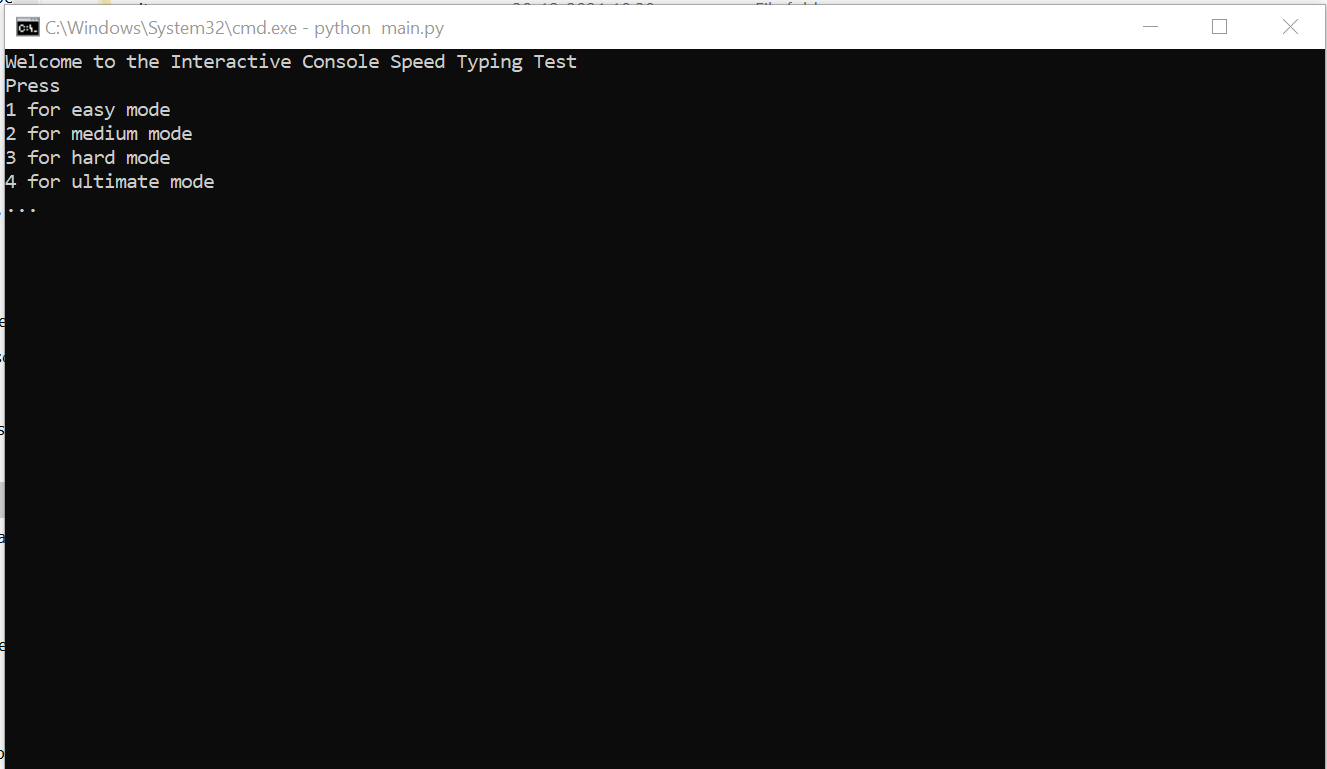 C:\Windows\System32\cmd.exe - python  main.py
Welcome to the Interactive Console Speed Typing Test
Press
1 for easy mode
2 for medium mode
3 for hard mode
4 for ultimate mode
...